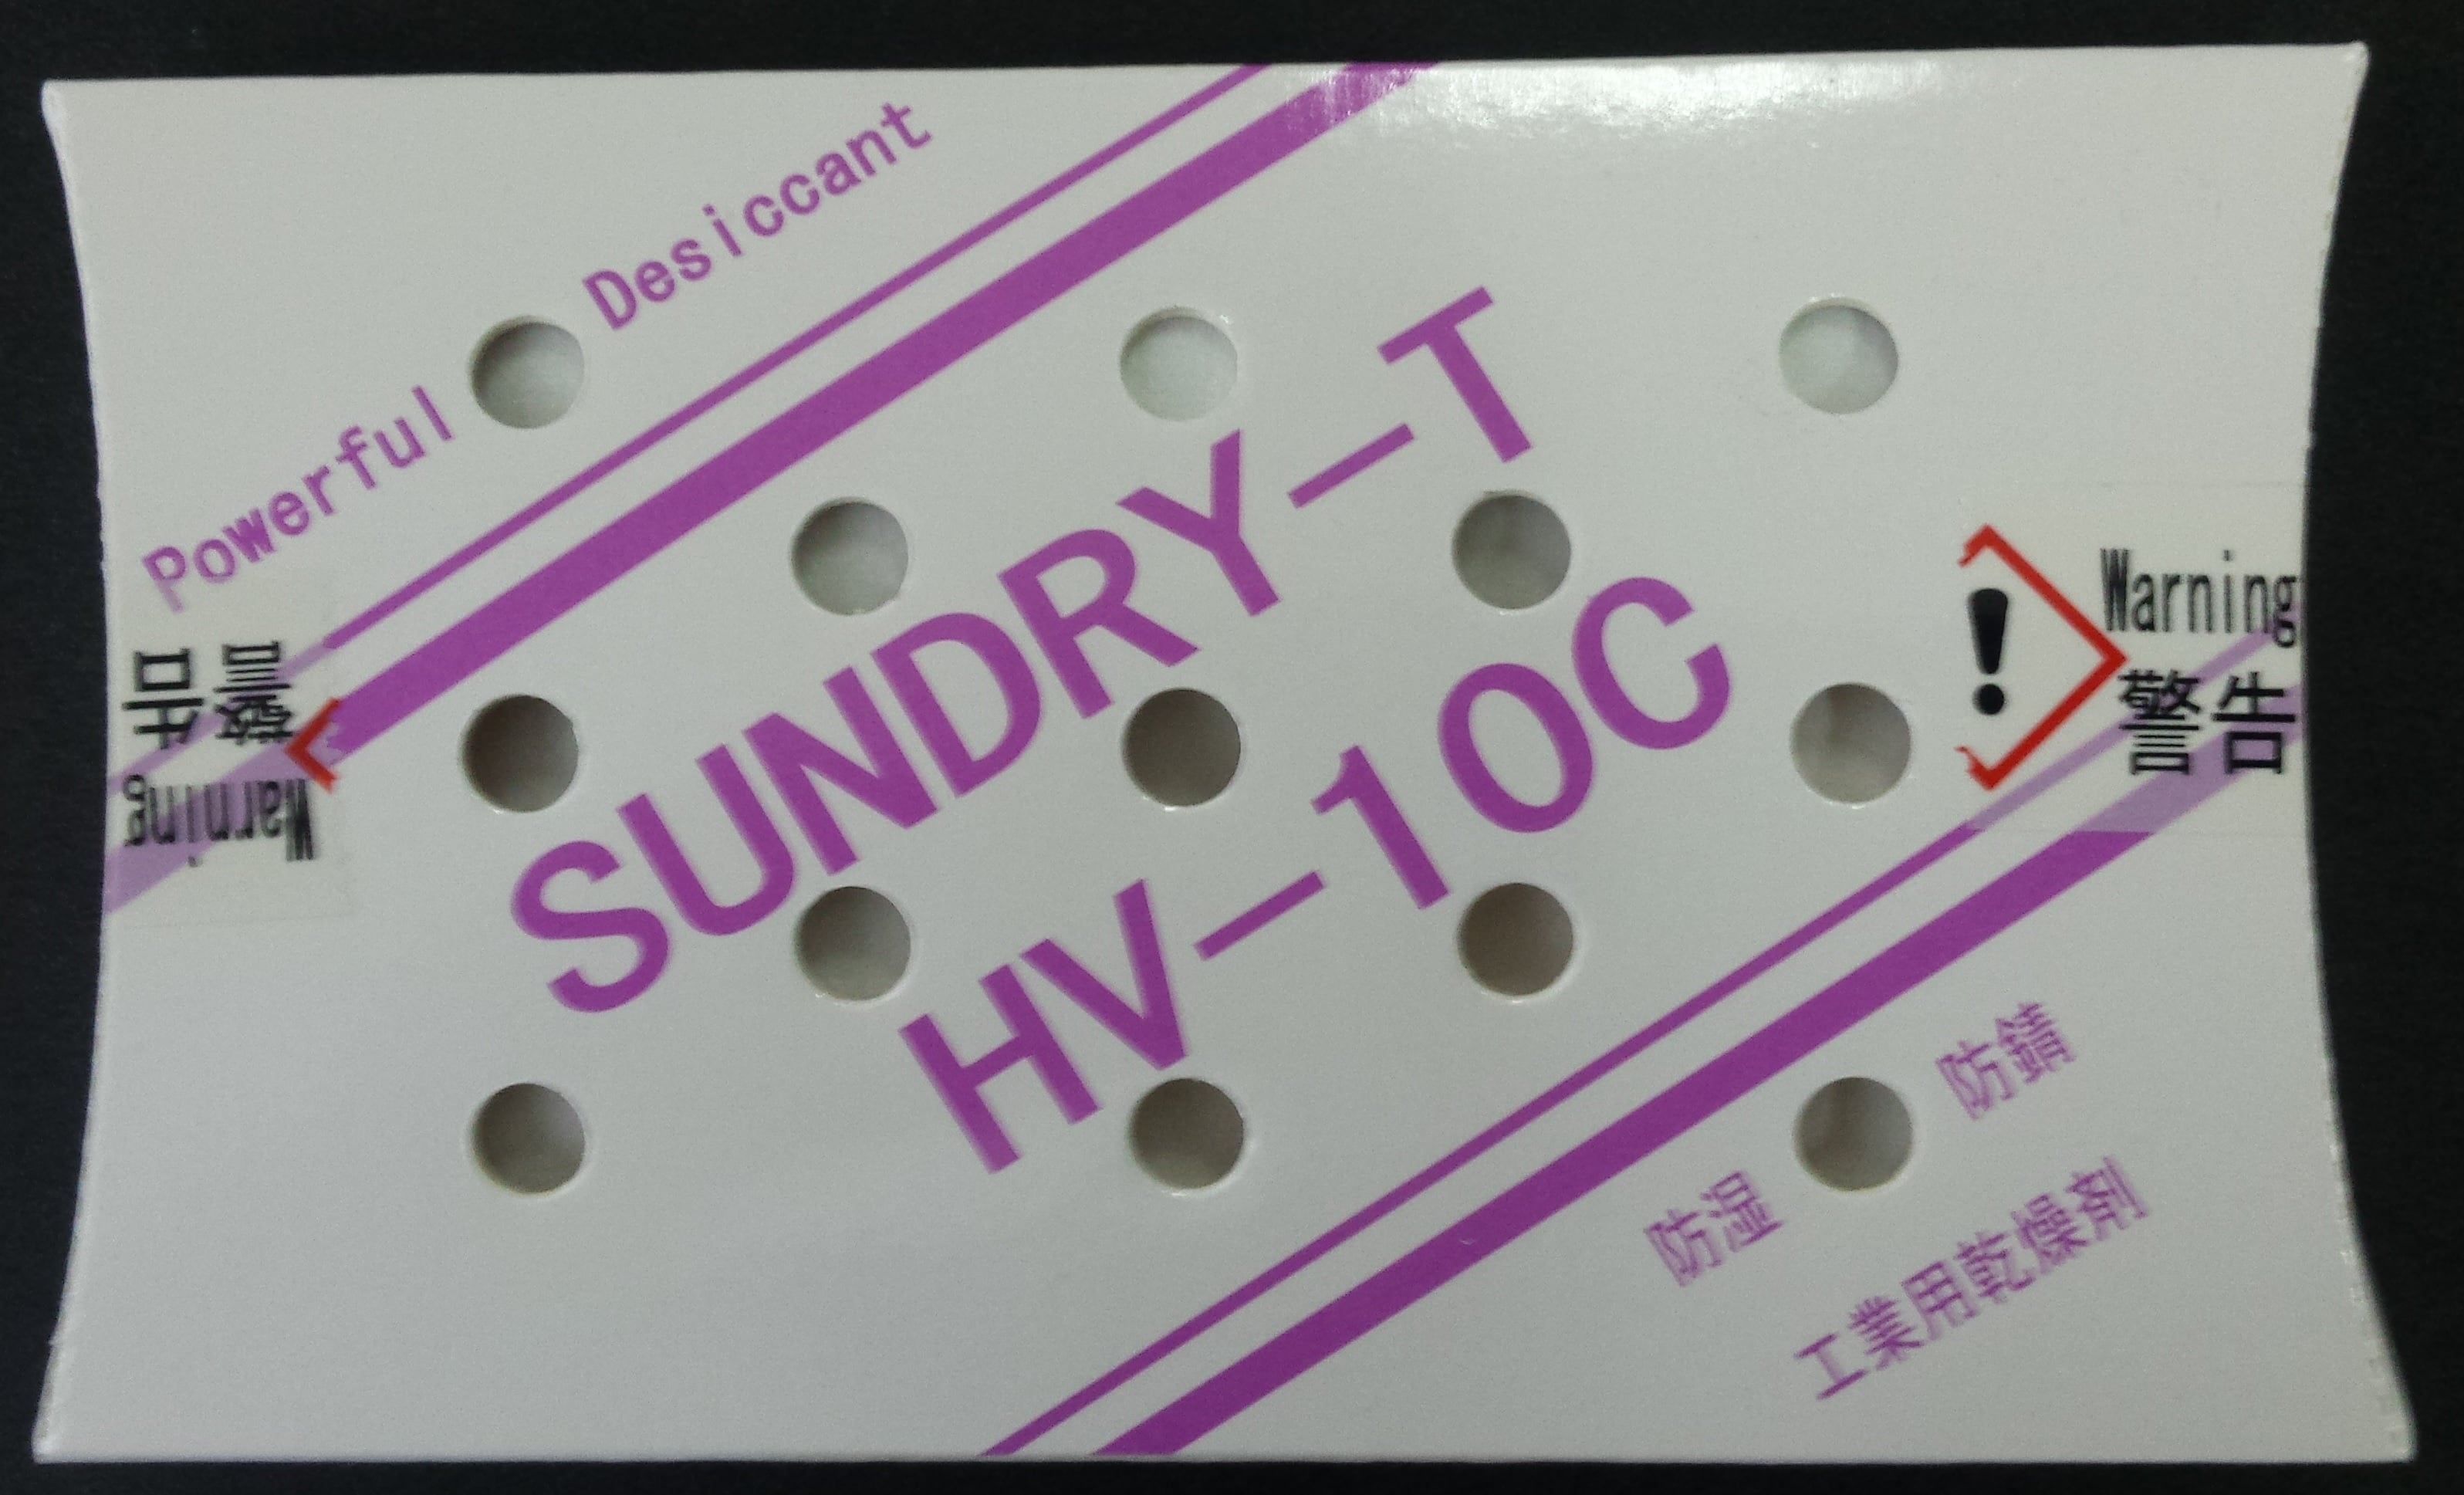 Powerful Desiccant
SUNDRY-T
HV-10C
!
Warning
警告
警告
Warning
防湿 防錆
工業用乾燥剤